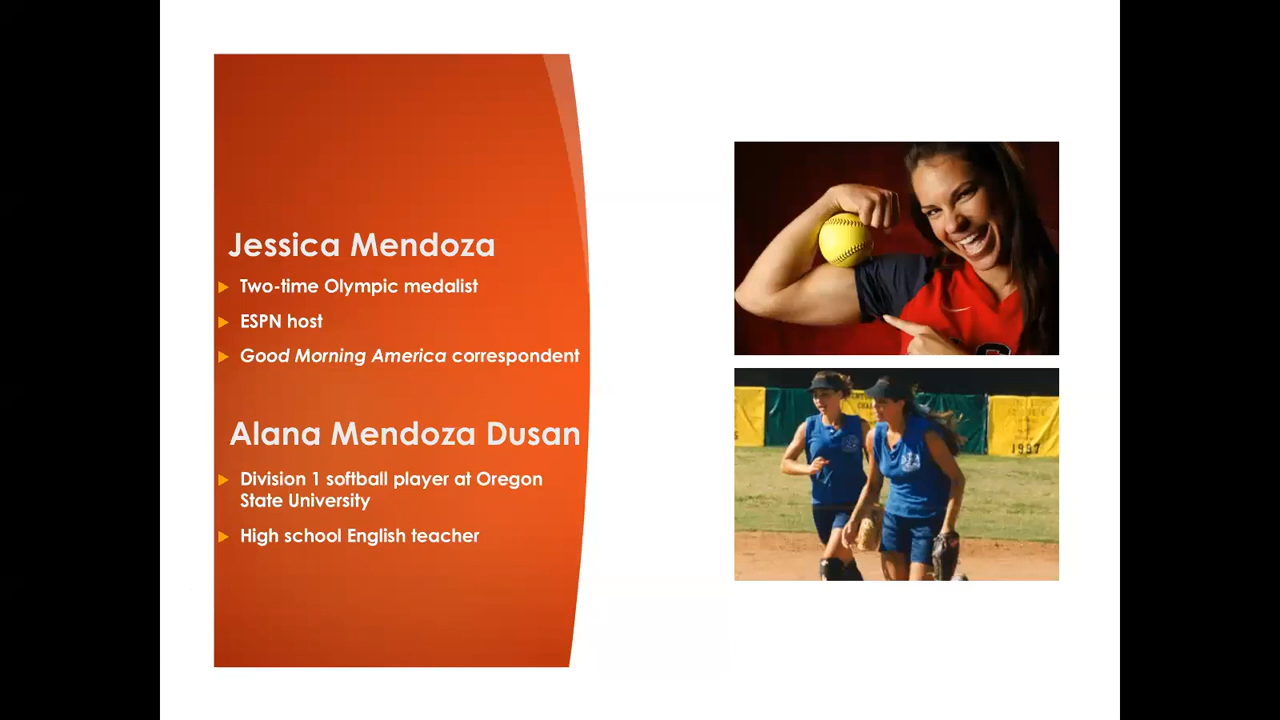 Jessica Mendoza
Two-time Olympic medalist
ESPN host
Good Morning America correspondent
Alana Mendoza Dusan
Division 1 softball player at Oregon
State University
High school English teacher
1987